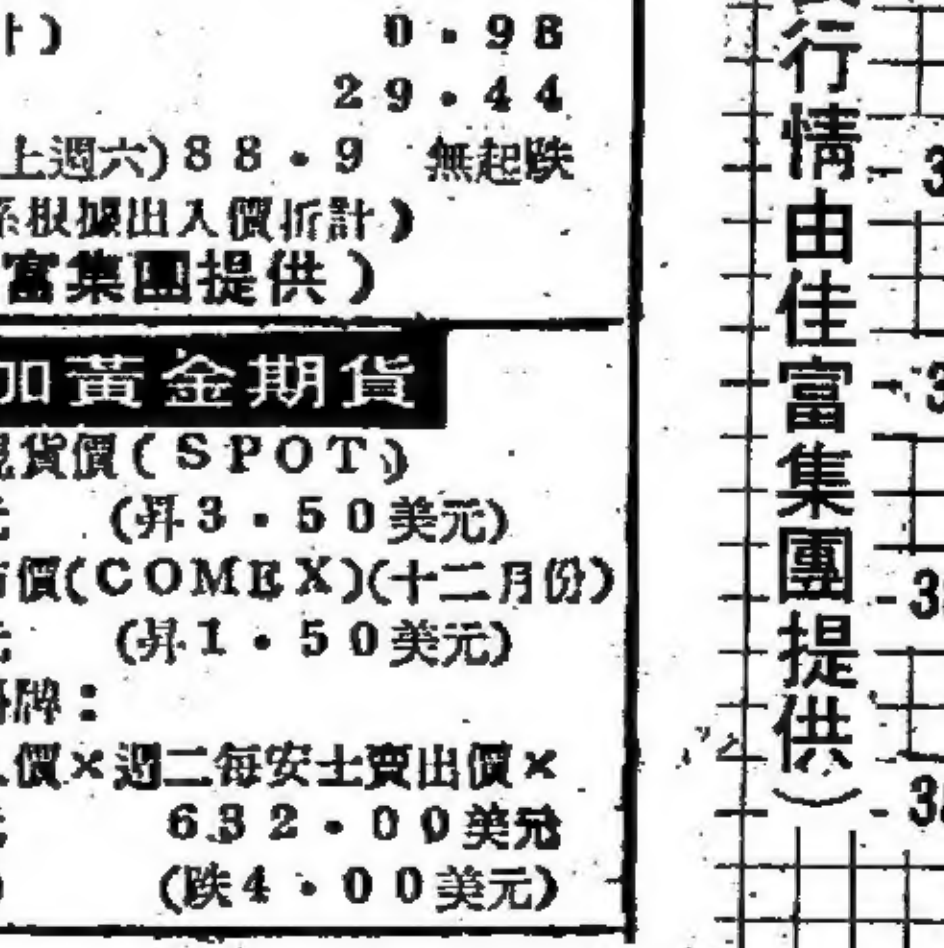 計)　0.98
29.44
上週六)88.9　無起跌
係根據出入價折計)
富集團提供)
加黃金期貨
現貨價(SPOT)
元　(昇3.50美元)
市價(COMEX)(十二月份)
元　(昇1.50美元)
掛牌：
入價×週二每安士賣出價×
元　632.00美元
)　(跌4.00美元)
行情由佳富集團提供)